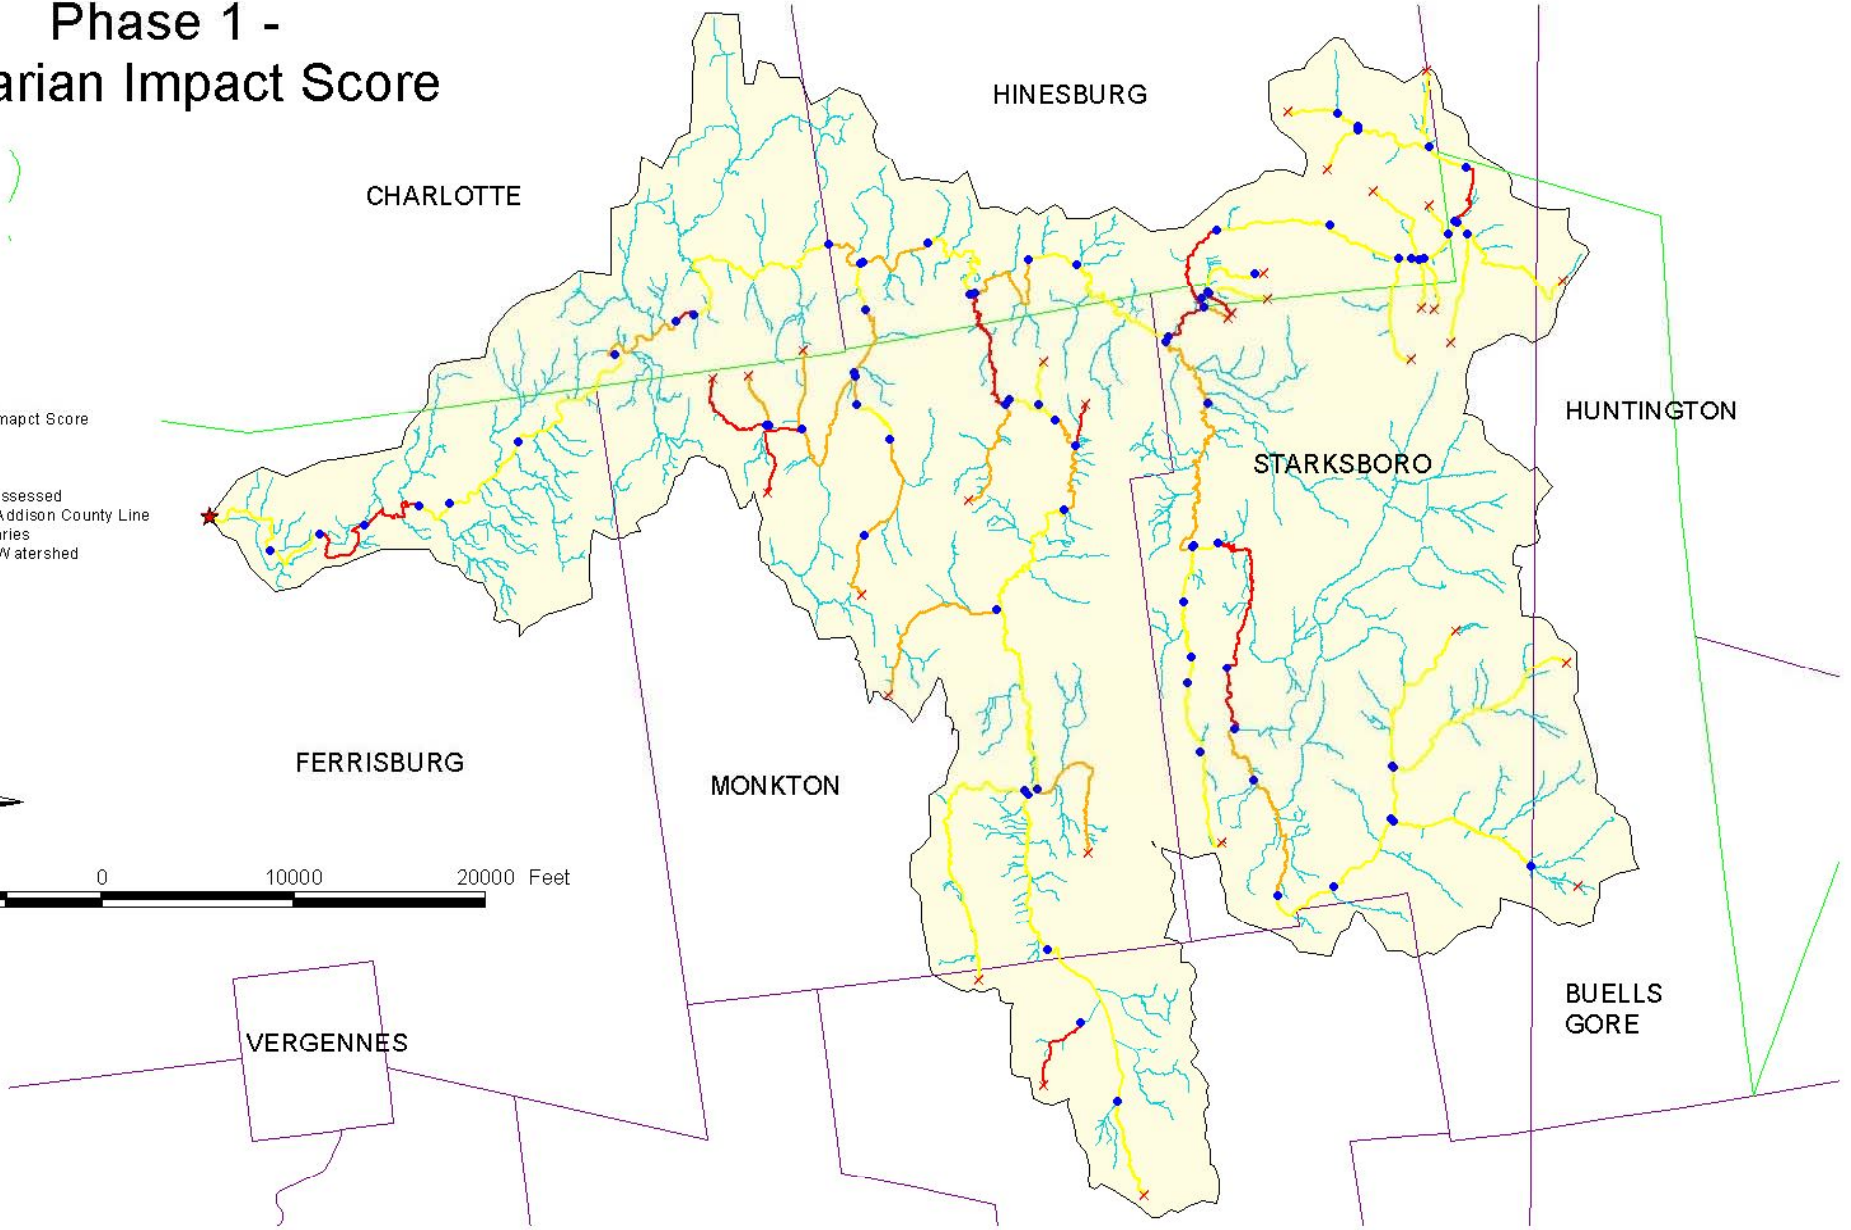 Phase 1 -
arian Impact Score
HINESBURG
CHARLOTTE
HUNTINGTON
mapct Score
STARKSBORO
ssessed
Addison County Line
aries
Watershed
FERRISBURG
MONKTON
0 10000 20000 Feet
BUELLS
GORE
VERGENNES